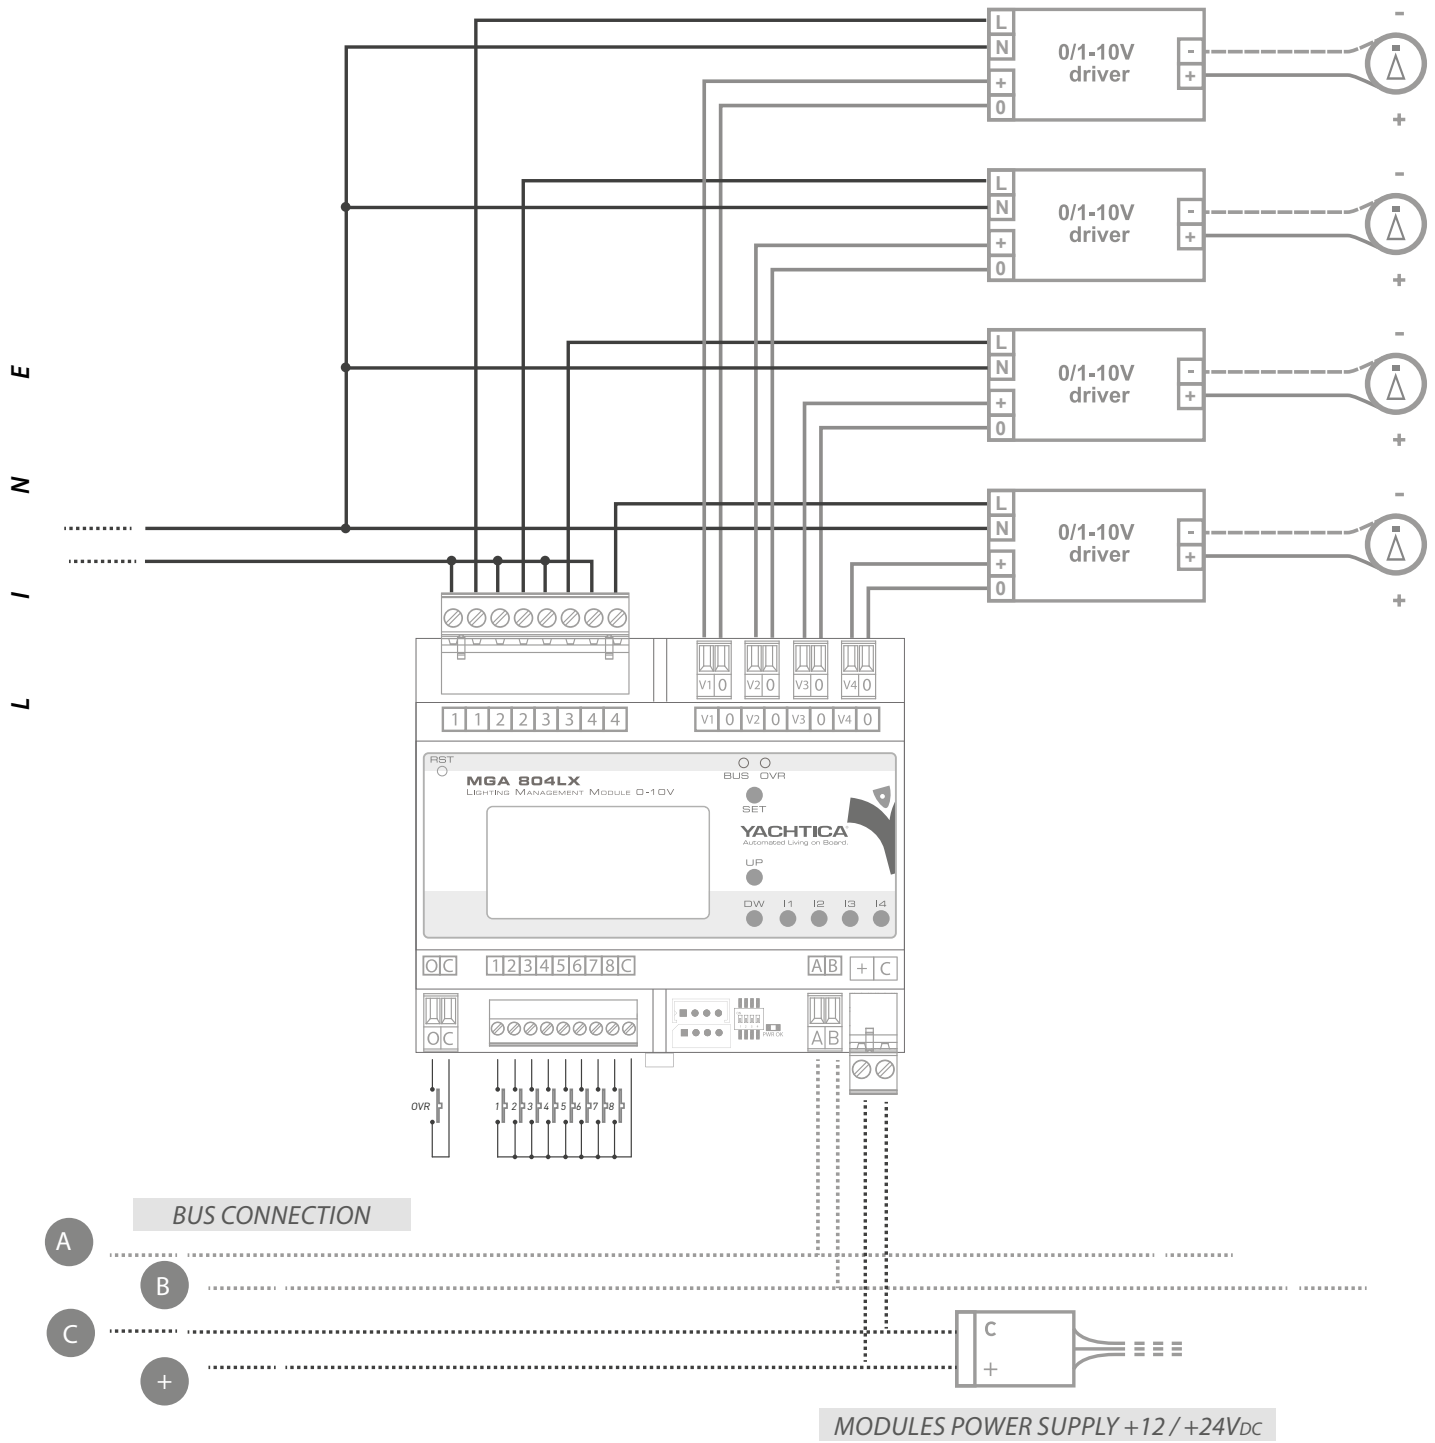 -
L
N
+
0
0/1-10V
driver
-
+
+
-
L
N
+
0
0/1-10V
driver
-
+
+
-
L
N
+
0
0/1-10V
driver
-
+
+
-
L
N
+
0
0/1-10V
driver
-
+
+
L I N E
V1 0 V2 0 V3 0 V4 0
1 1 2 2 3 3 4 4
V1 0 V2 0 V3 0 V4 0
RST
MGA 804LX
LIGHTING MANAGEMENT MODULE 0-10V
BUS OVR
SET
YACHTICA
Automated Living on Board.
UP
DW I1 I2 I3 I4
O C
1 2 3 4 5 6 7 8 C
A B
+ C
O C
PWR OK
A B
OVR
1 2 3 4 5 6 7 8
BUS CONNECTION
A
B
C
+
C
+
MODULES POWER SUPPLY +12 / +24VDC